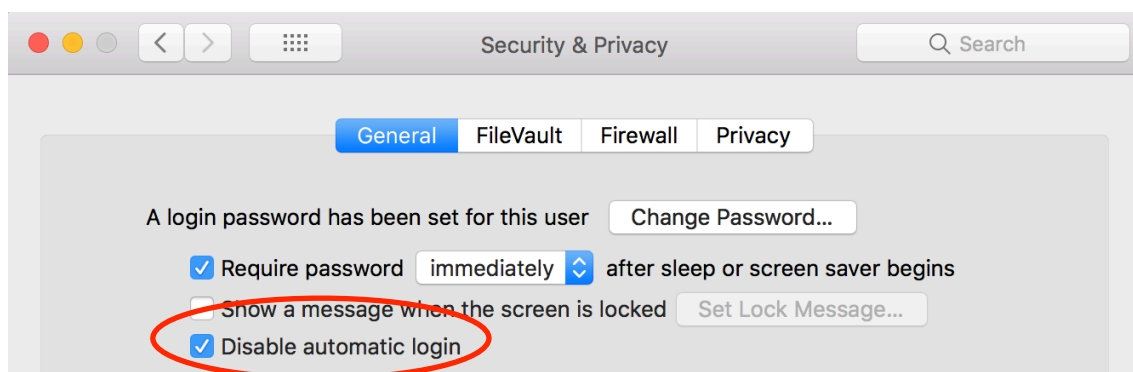 Security & Privacy
Search
General FileVault Firewall Privacy
A login password has been set for this user Change Password...
Require password immediately after sleep or screen saver begins
Show a message when the screen is locked Set Lock Message...
Disable automatic login